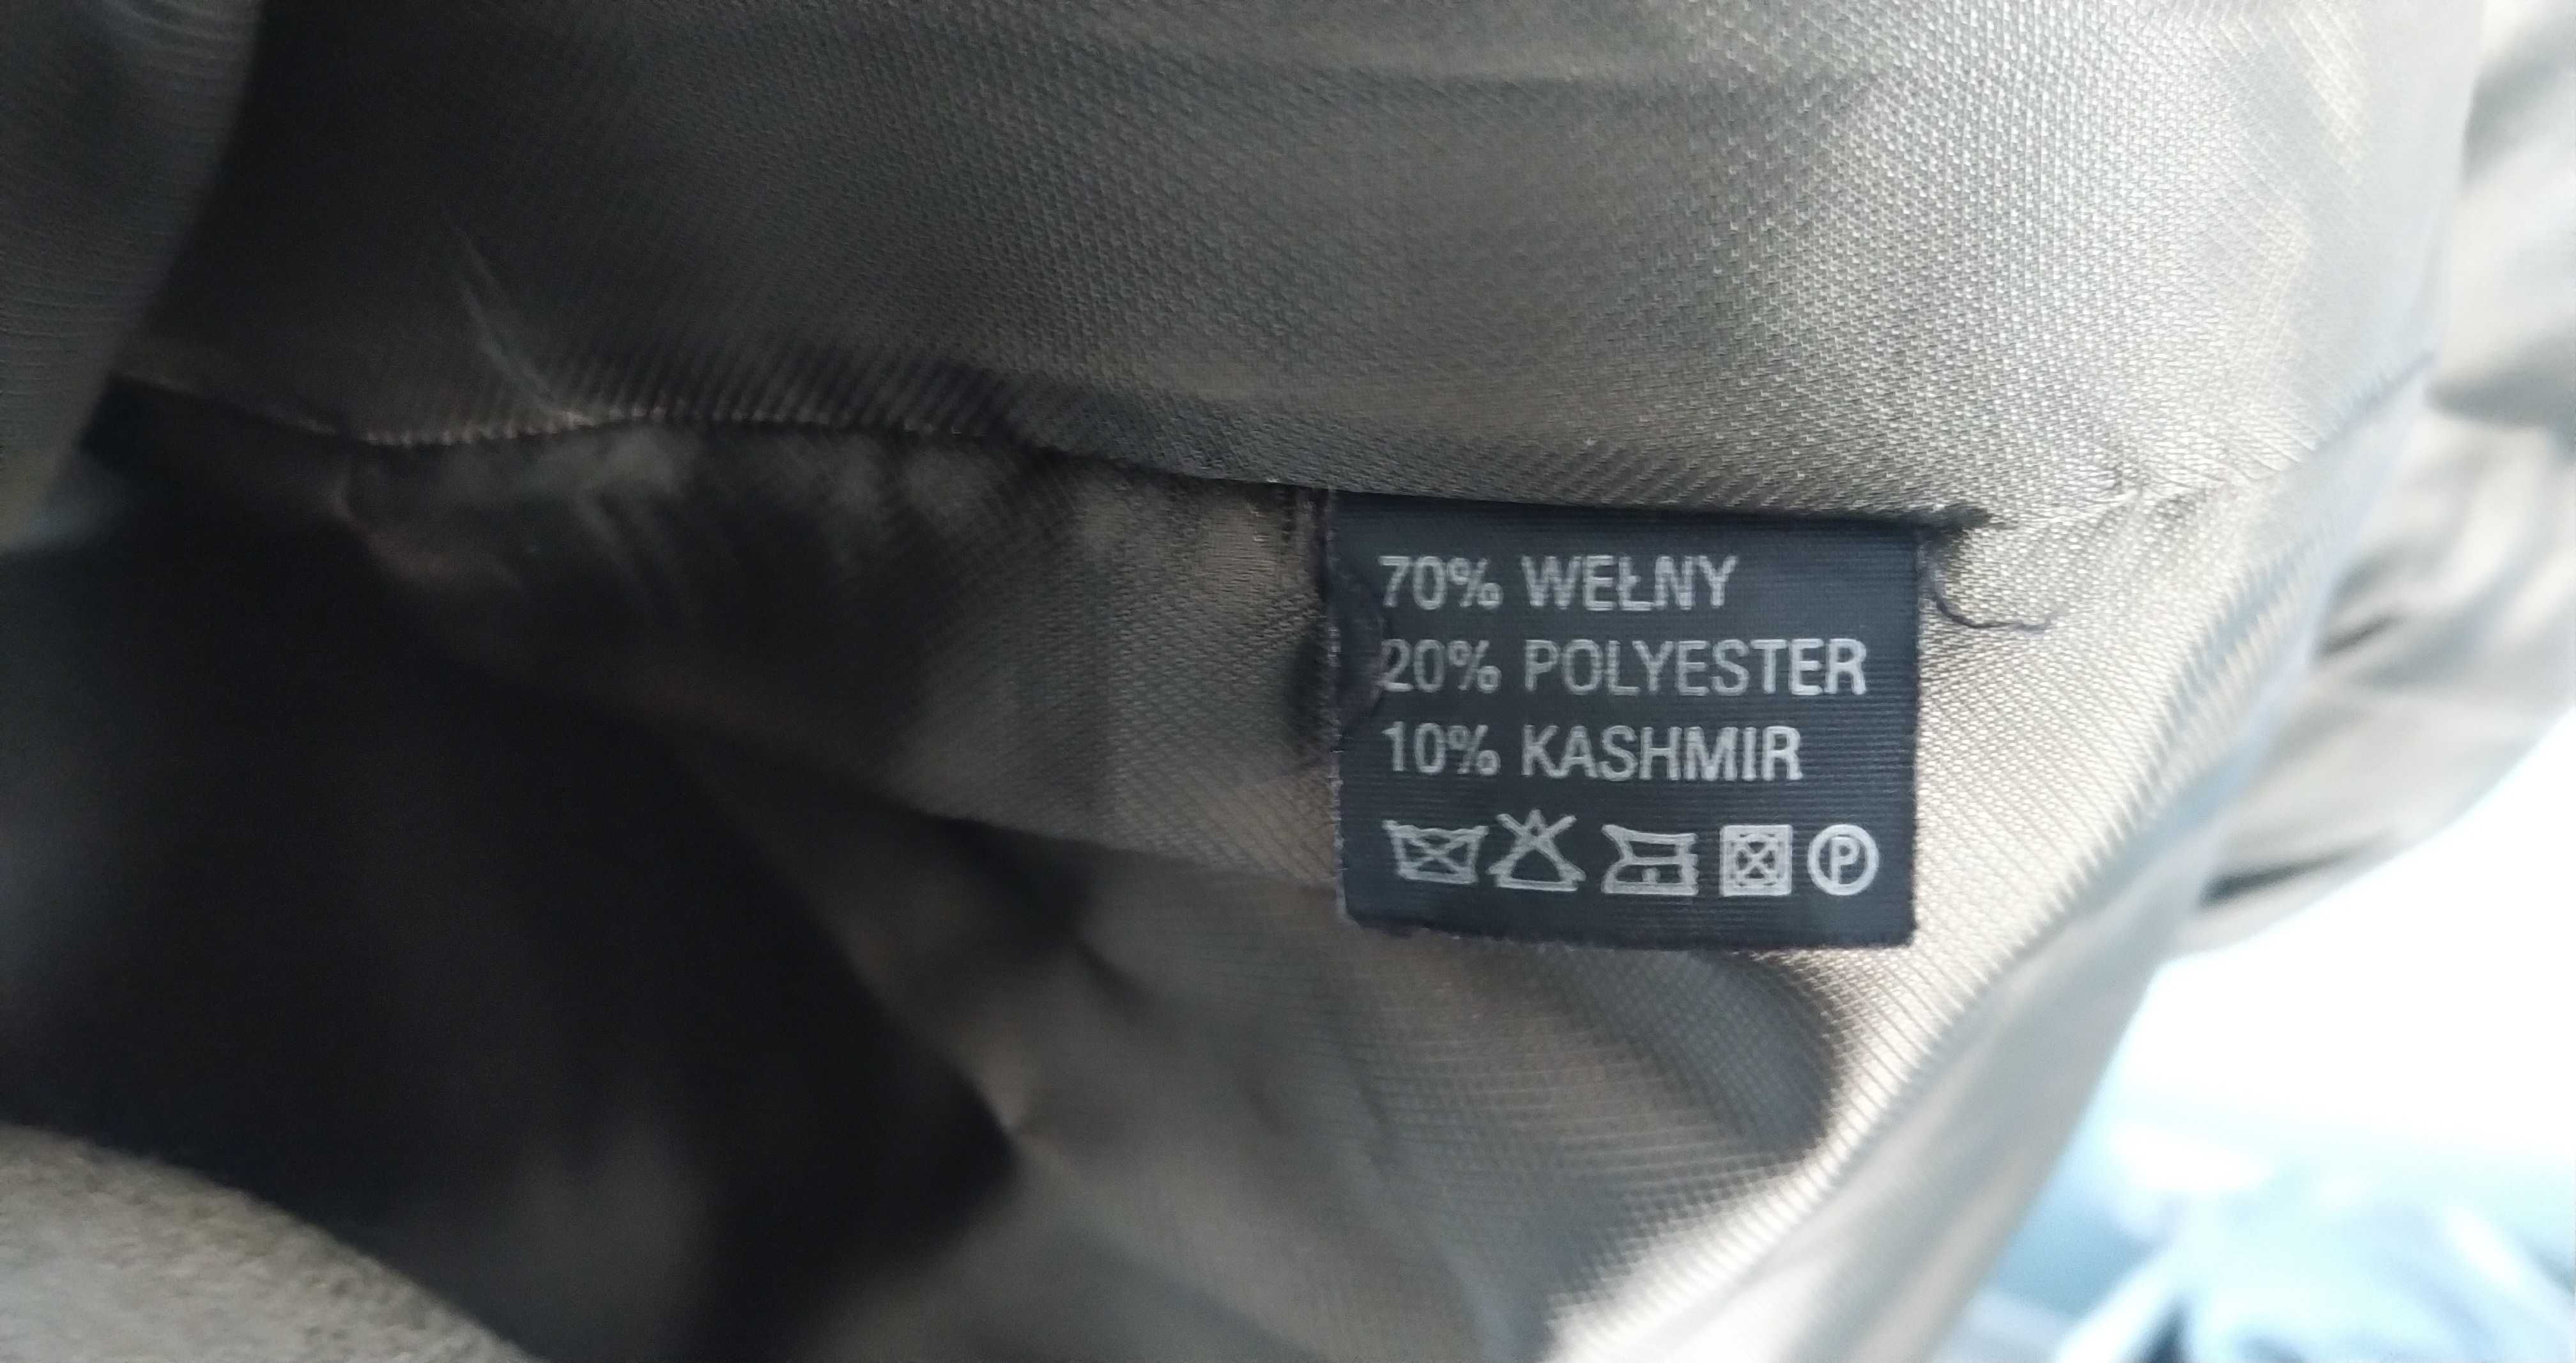 70% WEŁNY
20% POLYESTER
10% KASHMIR
P